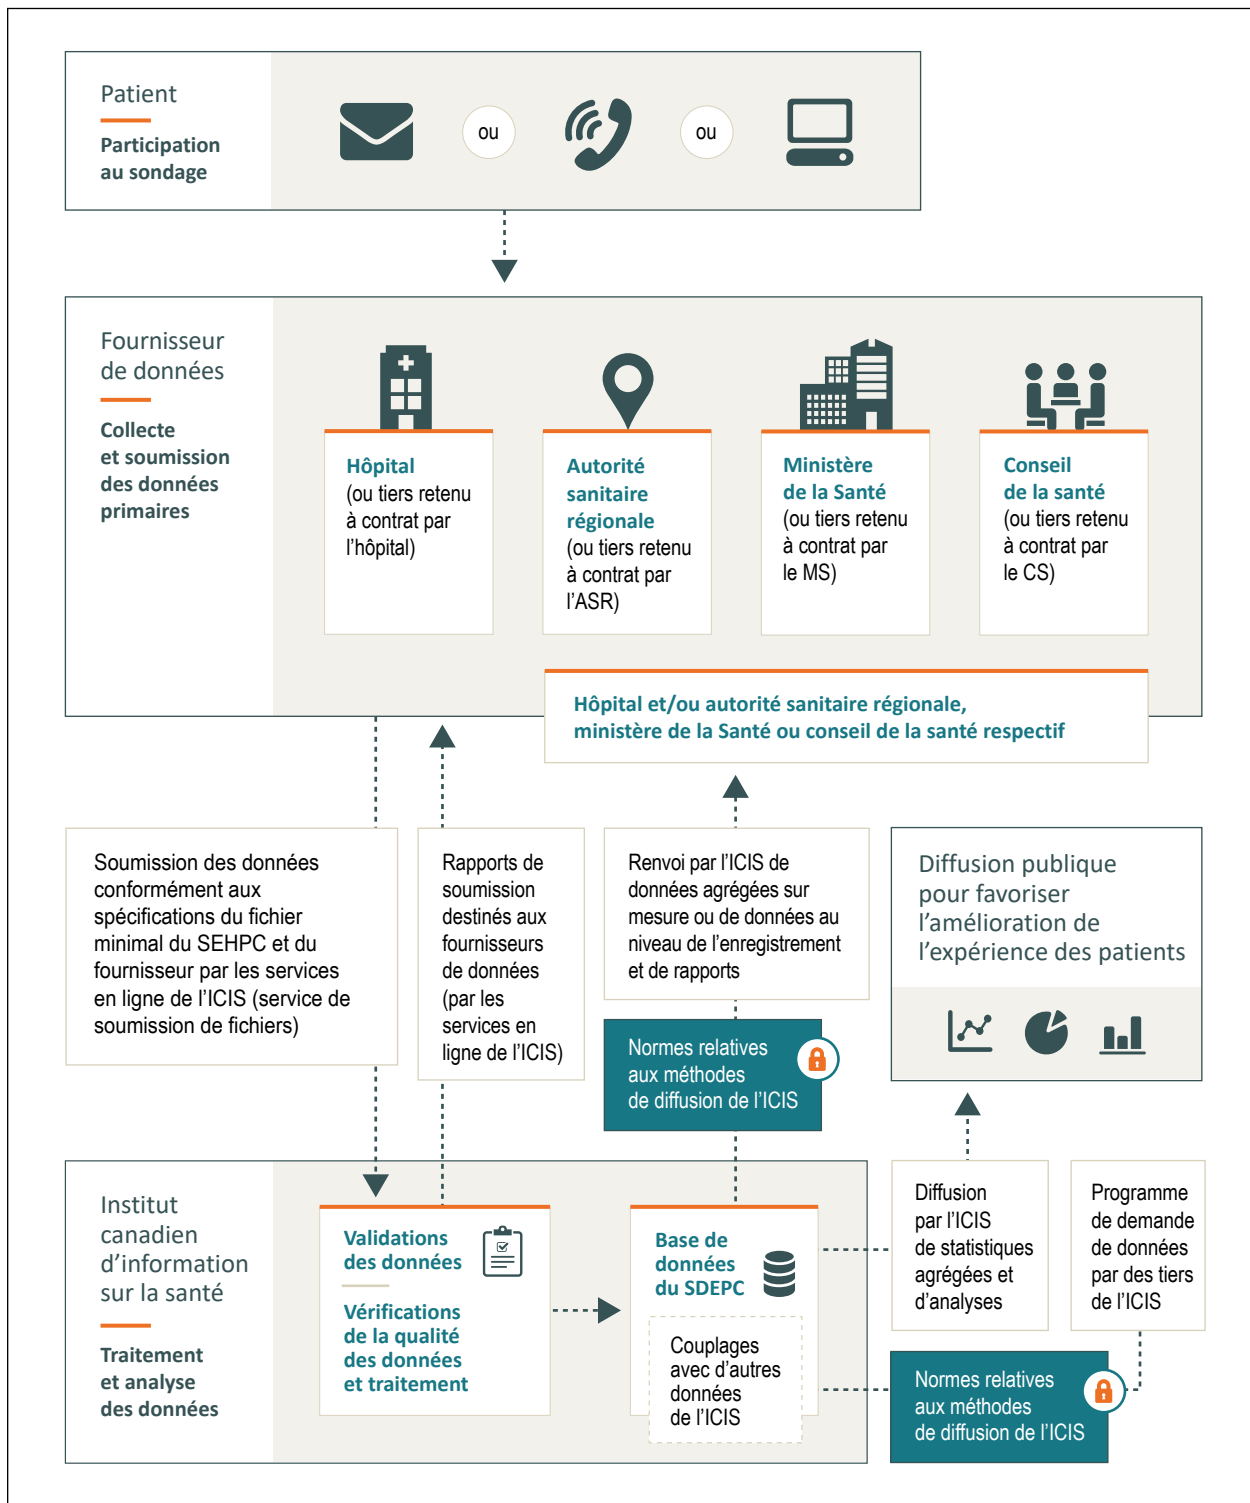 Patient
Participation
au sondage
ou
ou
Fournisseur
de données
Collecte
et soumission
des données
primaires
Hôpital
(ou tiers retenu
à contrat par
l’hôpital)
Autorité
sanitaire
régionale
(ou tiers retenu
à contrat par
l’ASR)
Ministère
de la Santé
(ou tiers retenu
à contrat par
le MS)
Conseil
de la santé
(ou tiers retenu
à contrat par
le CS)
Hôpital et/ou autorité sanitaire régionale,
ministère de la Santé ou conseil de la santé respectif
Soumission des données
conformément aux
spécifications du fichier
minimal du SEHPC et du
fournisseur par les services
en ligne de l’ICIS (service de
soumission de fichiers)
Rapports de
soumission
destinés aux
fournisseurs
de données
(par les
services en
ligne de l’ICIS)
Renvoi par l’ICIS de
données agrégées sur
mesure ou de données au
niveau de l’enregistrement
et de rapports
Normes relatives
aux méthodes
de diffusion de l’ICIS
Diffusion publique
pour favoriser
l’amélioration de
l’expérience des patients
Institut
canadien
d’information
sur la santé
Traitement
et analyse
des données
Validations
des données
Vérifications
de la qualité
des données
et traitement
Base de
données
du SDEPC
Couplages
avec d’autres
données
de l’ICIS
Diffusion
par l’ICIS
de statistiques
agrégées et
d’analyses
Programme
de demande
de données
par des tiers
de l’ICIS
Normes relatives
aux méthodes
de diffusion de l’ICIS